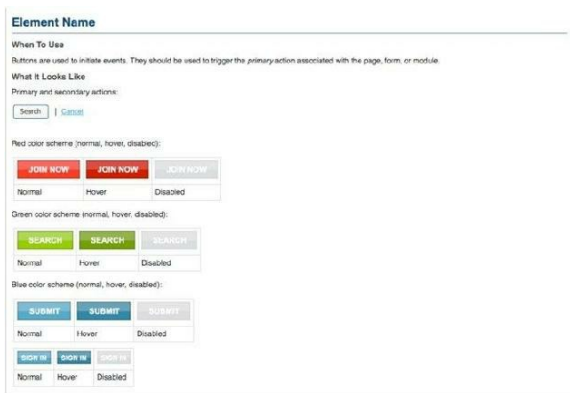 Element Name
When To Use
Buttons are used to initiate events. They should be used to trigger the primary action associated with the page, form, or module.
What It Looks Like
Primary and secondary actions:
Search | Cancel
Red color scheme (normal, hover, disabled):
JOIN NOW JOIN NOW JOIN NOW
Normal Hover Disabled
Green color scheme (normal, hover, disabled):
SEARCH SEARCH SEARCH
Normal Hover Disabled
Blue color scheme (normal, hover, disabled):
SUBMIT SUBMIT SUBMIT
Normal Hover Disabled
SIGN IN SIGN IN SIGN IN
Normal Hover Disabled